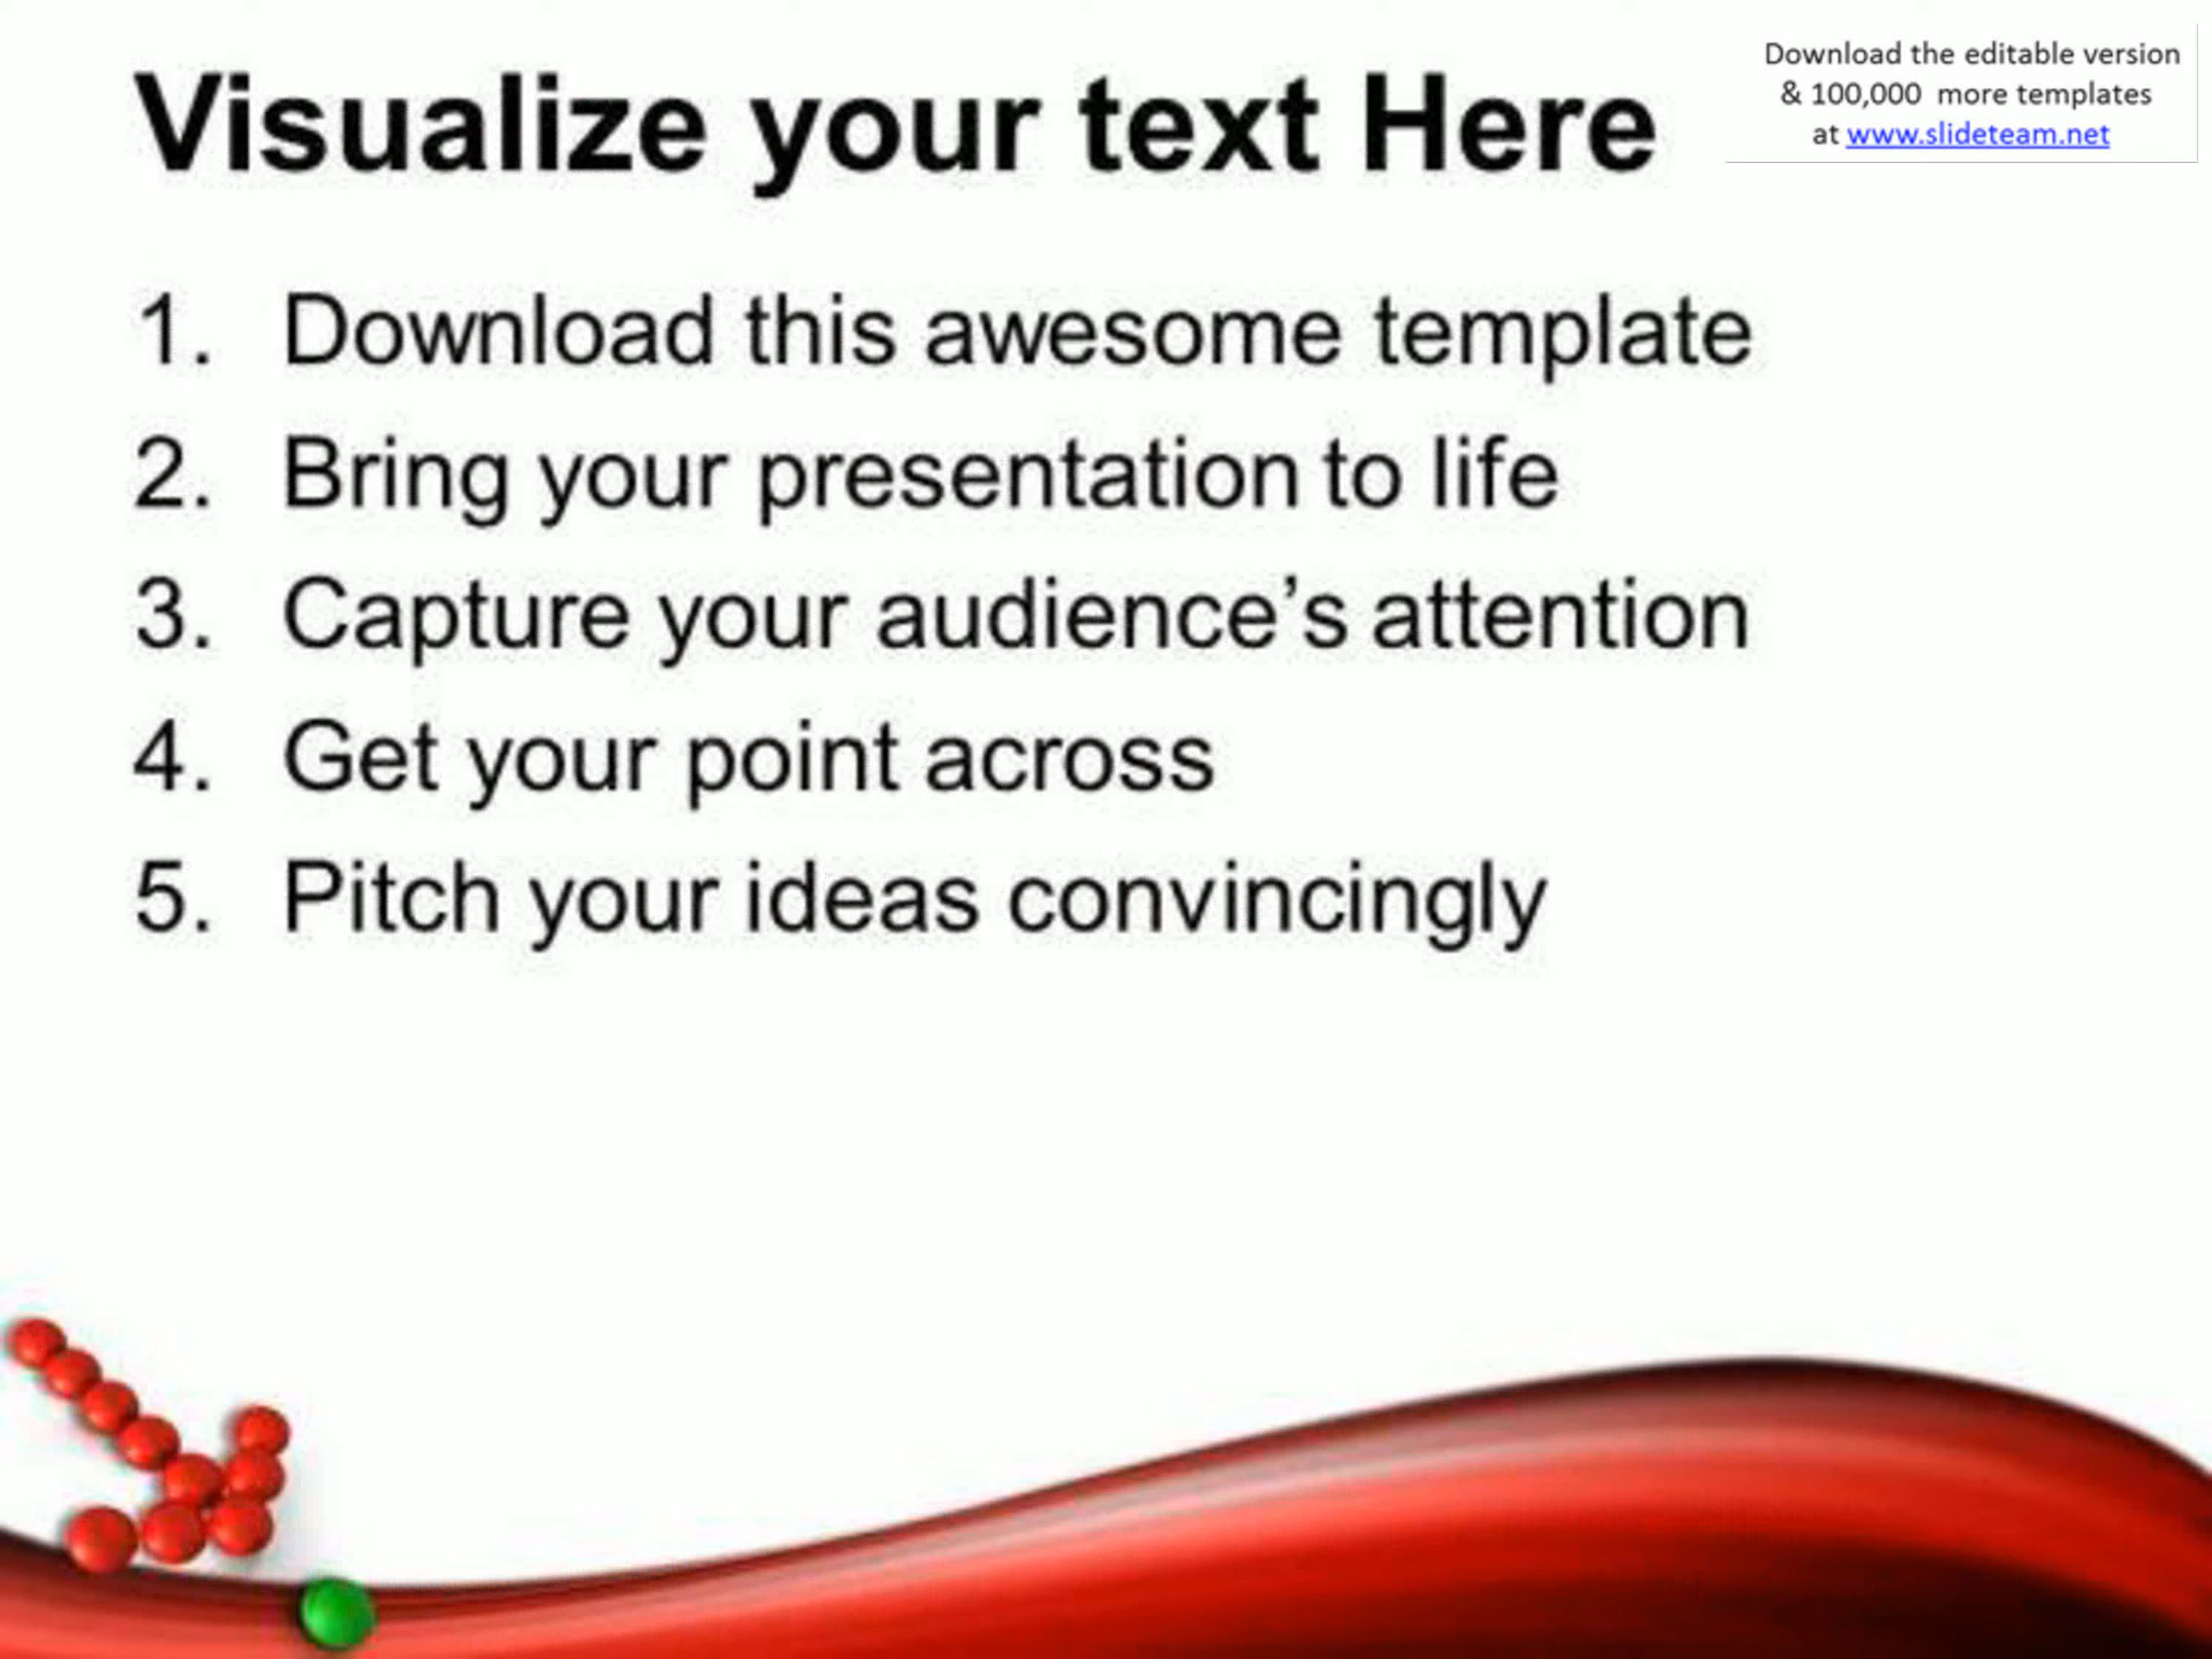 Visualize your text Here
Download the editable version
& 100,000 more templates
at www.slideteam.net
1. Download this awesome template
2. Bring your presentation to life
3. Capture your audience’s attention
4. Get your point across
5. Pitch your ideas convincingly